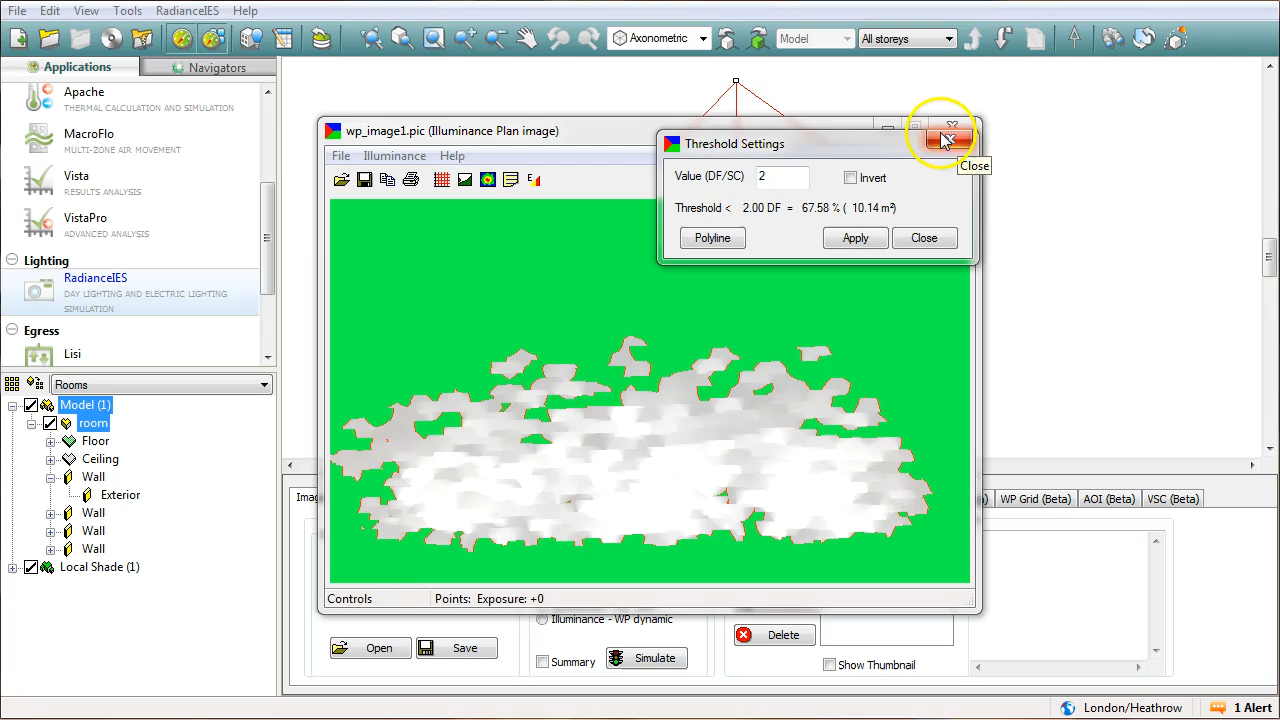 File Edit View Tools RadianceIES Help
Axonometric Model All storeys
Applications Navigators
Apache
THERMAL CALCULATION AND SIMULATION
MacroFlo
MULTI-ZONE AIR MOVEMENT
Vista
RESULTS ANALYSIS
VistaPro
ADVANCED ANALYSIS
Lighting
RadianceIES
DAY LIGHTING AND ELECTRIC LIGHTING
SIMULATION
Egress
Lisi
Rooms
Model (1)
room
Floor
Ceiling
Wall
Exterior
Wall
Wall
Wall
Local Shade (1)
wp_image1.pic (Illuminance Plan image)
File Illuminance Help
Threshold Settings
Close
Value (DF/SC) 2 Invert
Threshold < 2.00 DF = 67.58 % ( 10.14 m²)
Polyline Apply Close
Controls Points: Exposure: +0
WP Grid (Beta) AOI (Beta) VSC (Beta)
Illuminance - WP dynamic
Open Save
Summary Simulate
Delete
Show Thumbnail
London/Heathrow 1 Alert